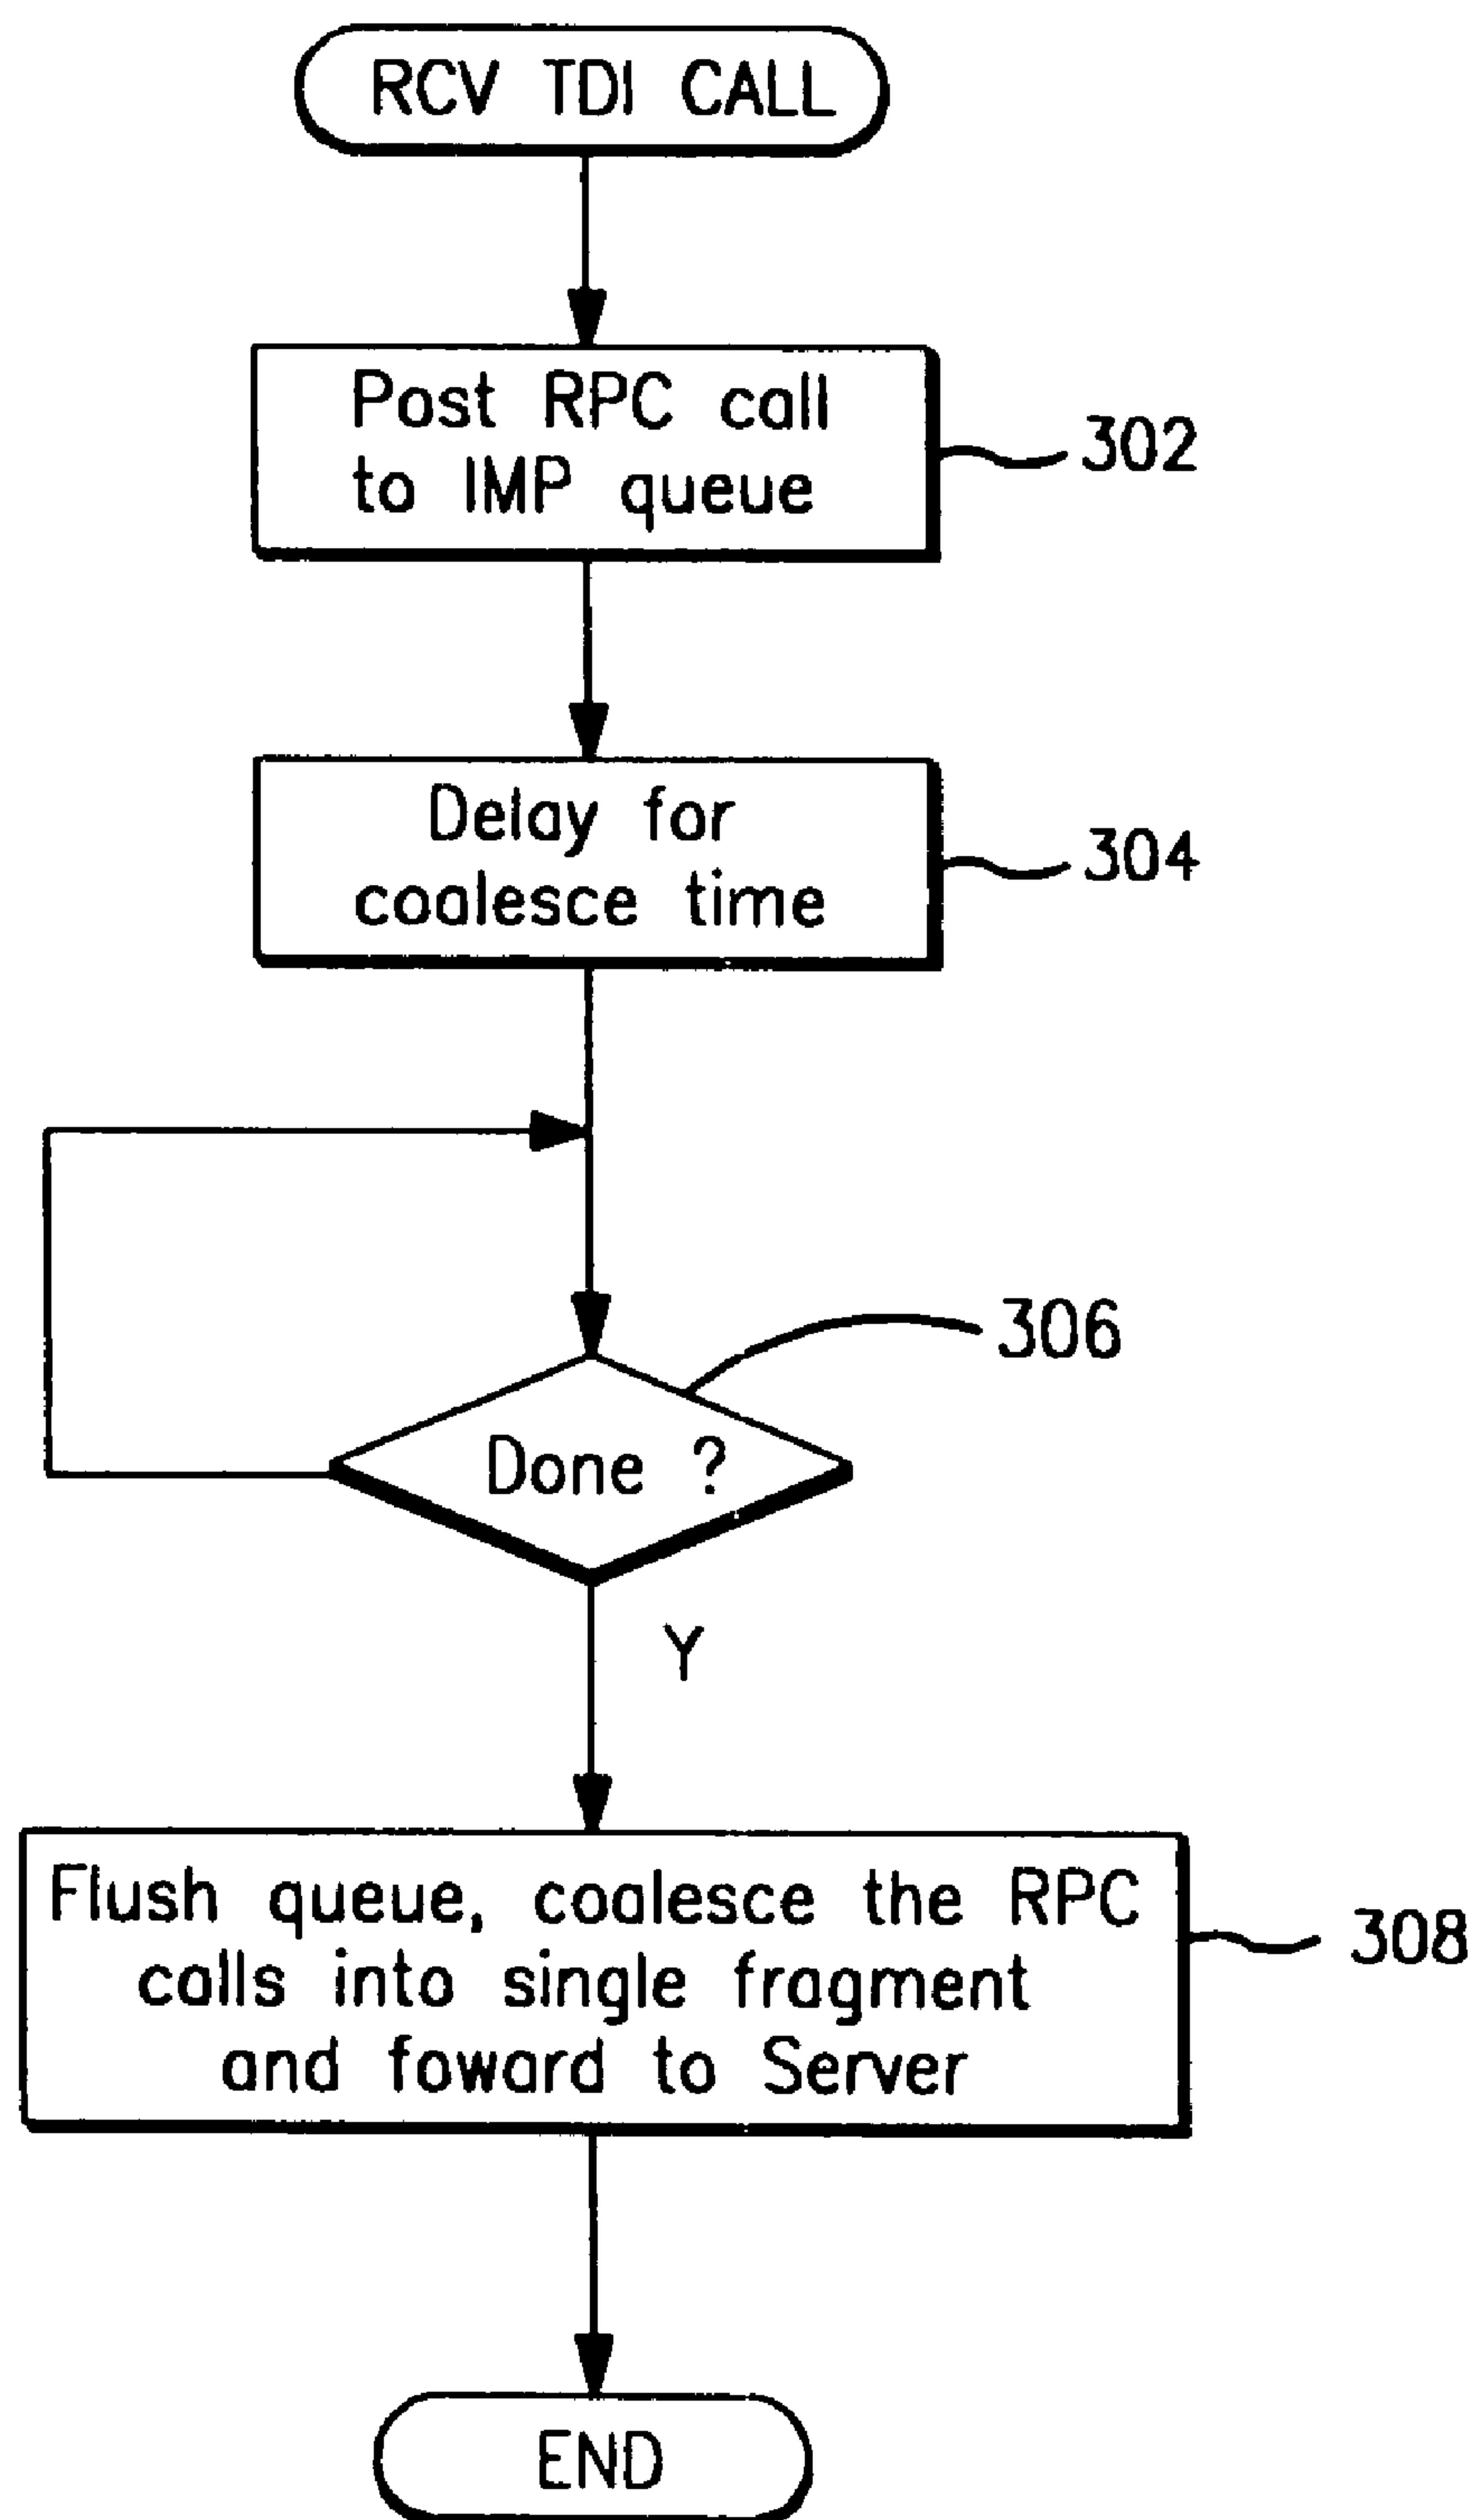 RCV TDI CALL
Post RPC call
to IMP queue
302
Delay for
coalesce time
304
306
Done ?
Y
Flush queue, coalesce the RPC
calls into single fragment
and foward to Server
308
END